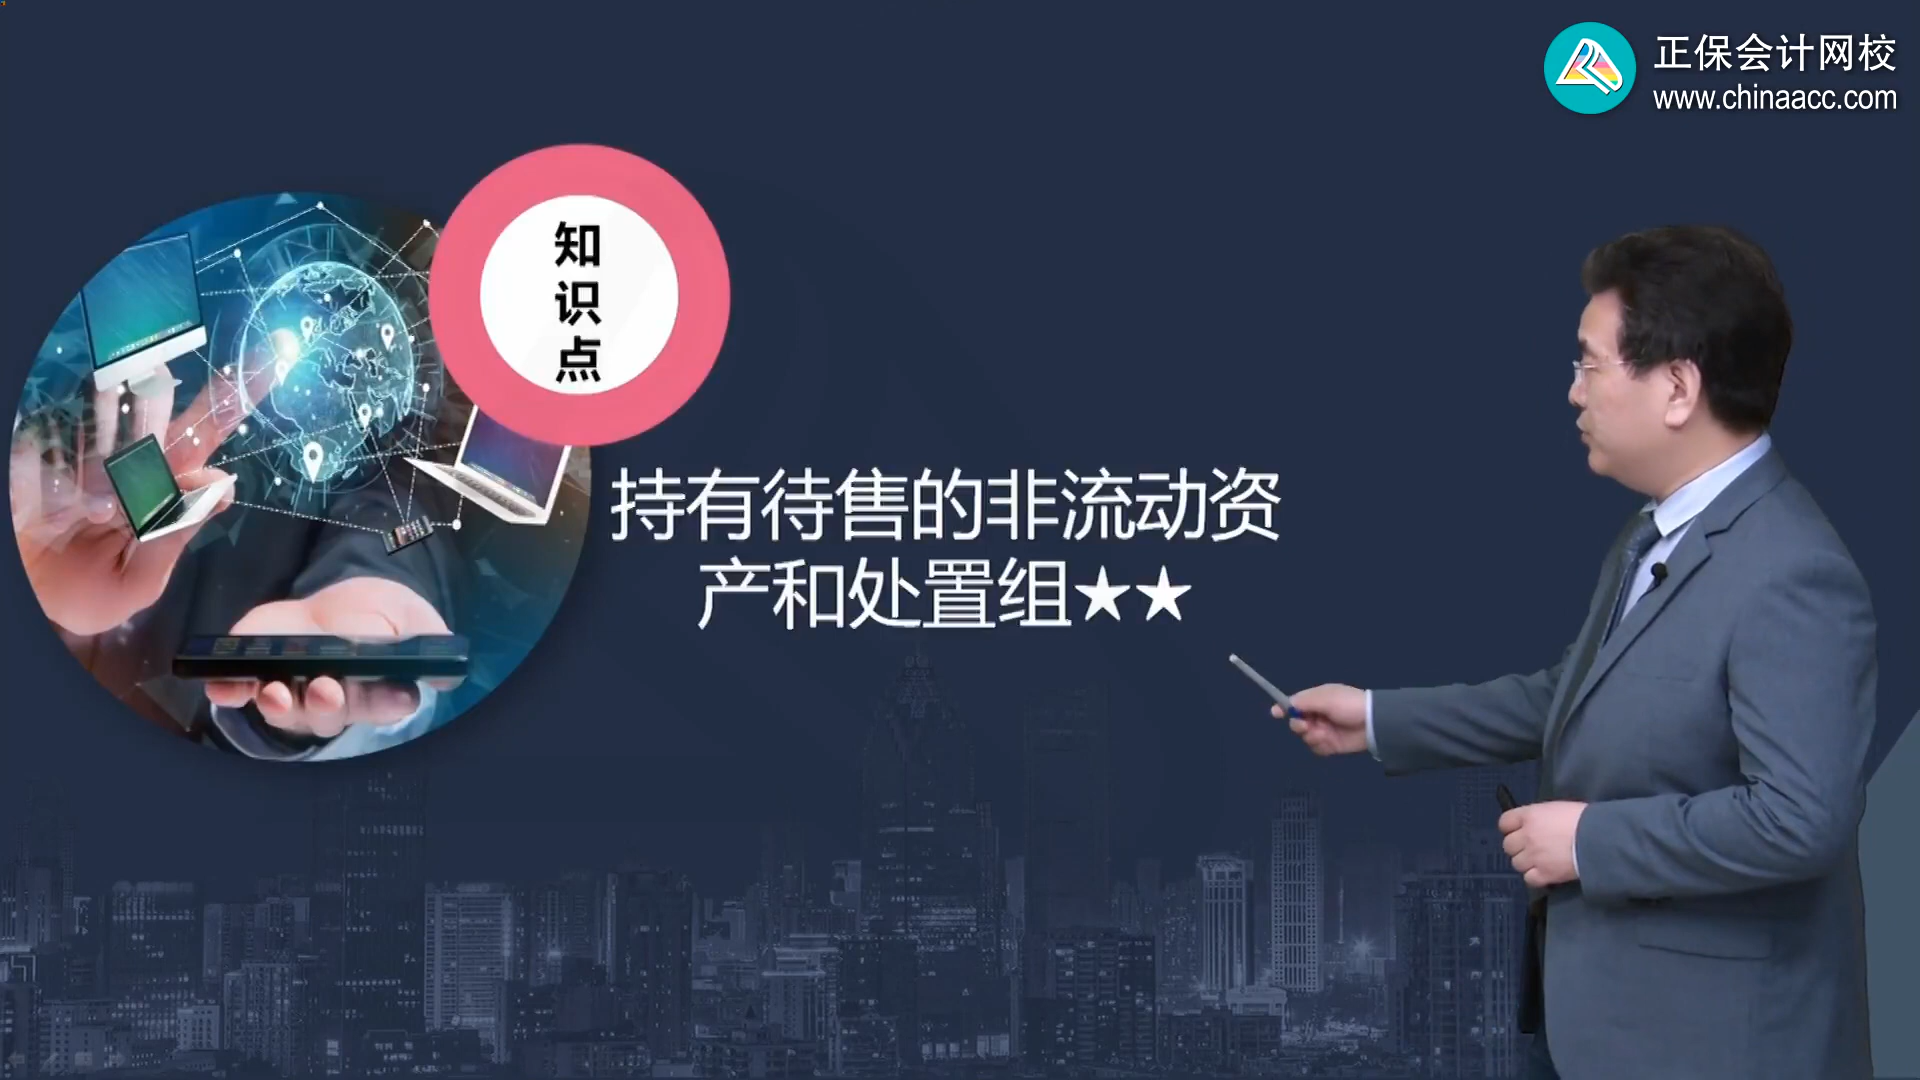 正保会计网校
www.chinaacc.com
知
识
点
持有待售的非流动资
产和处置组★★